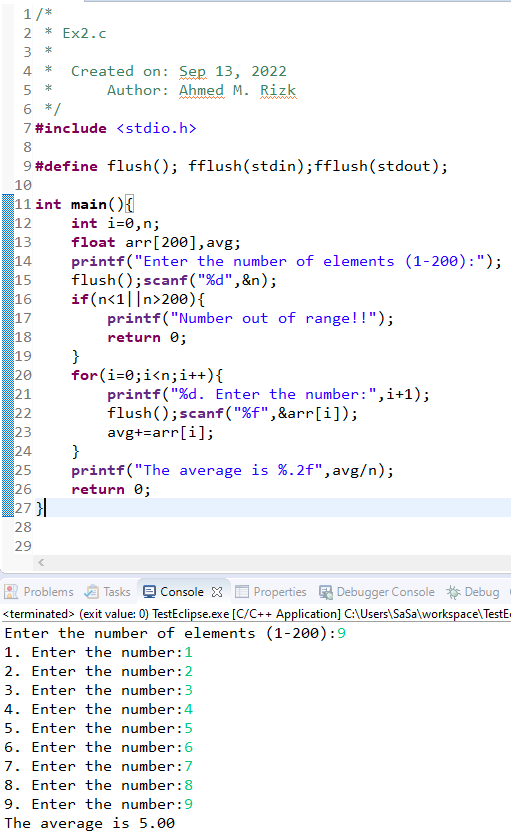 1 /*
2  * Ex2.c
3  *
4  *  Created on: Sep 13, 2022
5  *      Author: Ahmed M. Rizk
6  */
7 #include <stdio.h>
8
9 #define flush(); fflush(stdin);fflush(stdout);
10
11 int main(){
12     int i=0,n;
13     float arr[200],avg;
14     printf("Enter the number of elements (1-200):");
15     flush();scanf("%d",&n);
16     if(n<1||n>200){
17         printf("Number out of range!!");
18         return 0;
19     }
20     for(i=0;i<n;i++){
21         printf("%d. Enter the number:",i+1);
22         flush();scanf("%f",&arr[i]);
23         avg+=arr[i];
24     }
25     printf("The average is %.2f",avg/n);
26     return 0;
27 }
28
29
Problems Tasks Console Properties Debugger Console Debug
<terminated> (exit value: 0) TestEclipse.exe [C/C++ Application] C:\Users\SaSa\workspace\TestE
Enter the number of elements (1-200):9
1. Enter the number:1
2. Enter the number:2
3. Enter the number:3
4. Enter the number:4
5. Enter the number:5
6. Enter the number:6
7. Enter the number:7
8. Enter the number:8
9. Enter the number:9
The average is 5.00